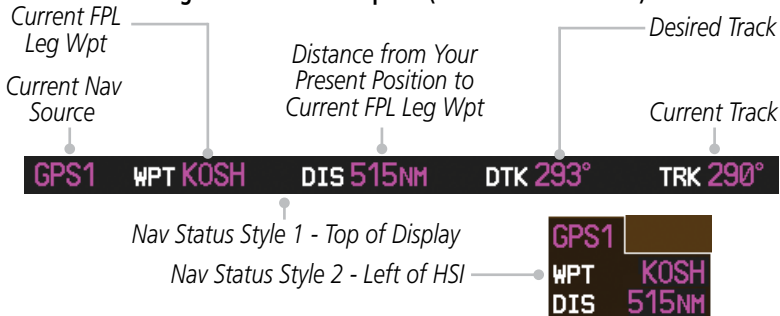 Current FPL
Leg Wpt
Desired Track
Distance from Your
Present Position to
Current FPL Leg Wpt
Current Nav
Source
Current Track
GPS1 WPT KOSH DIS 515NM DTK 293° TRK 290°
Nav Status Style 1 - Top of Display
Nav Status Style 2 - Left of HSI
GPS1
WPT KOSH
DIS 515NM